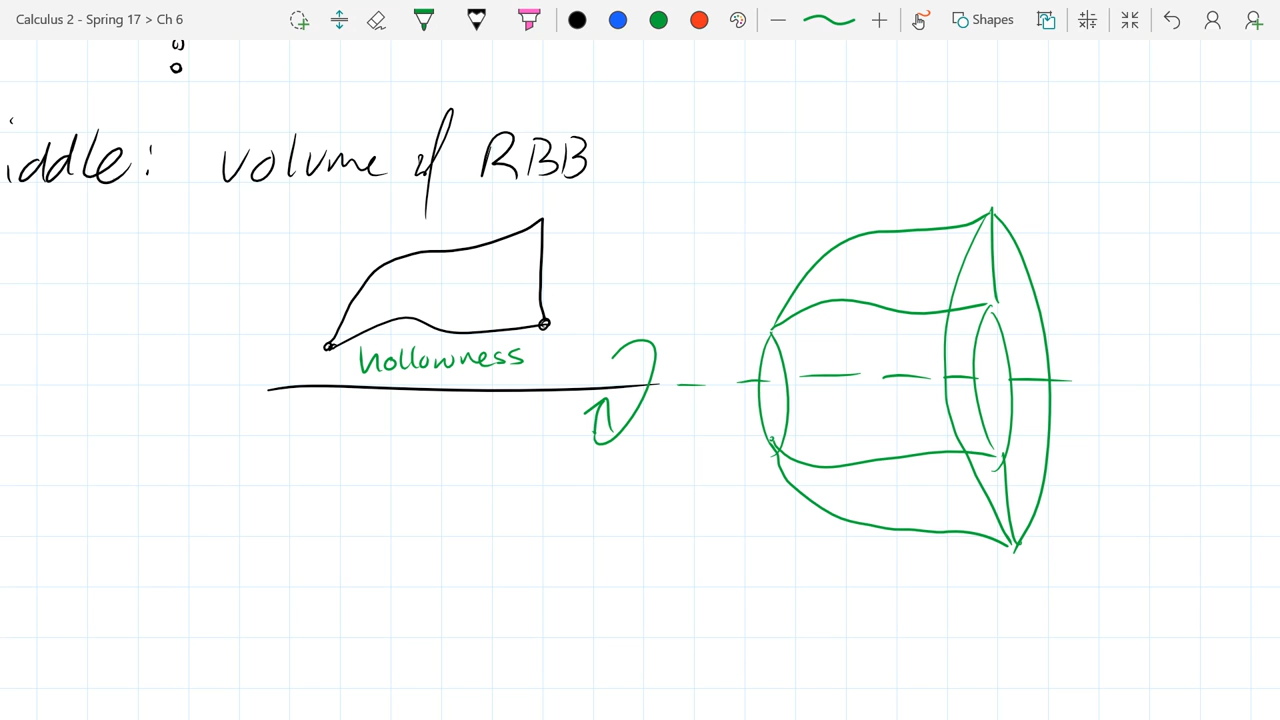 Calculus 2 - Spring 17 > Ch 6
Shapes
iddle: volume of RBB
hollowness